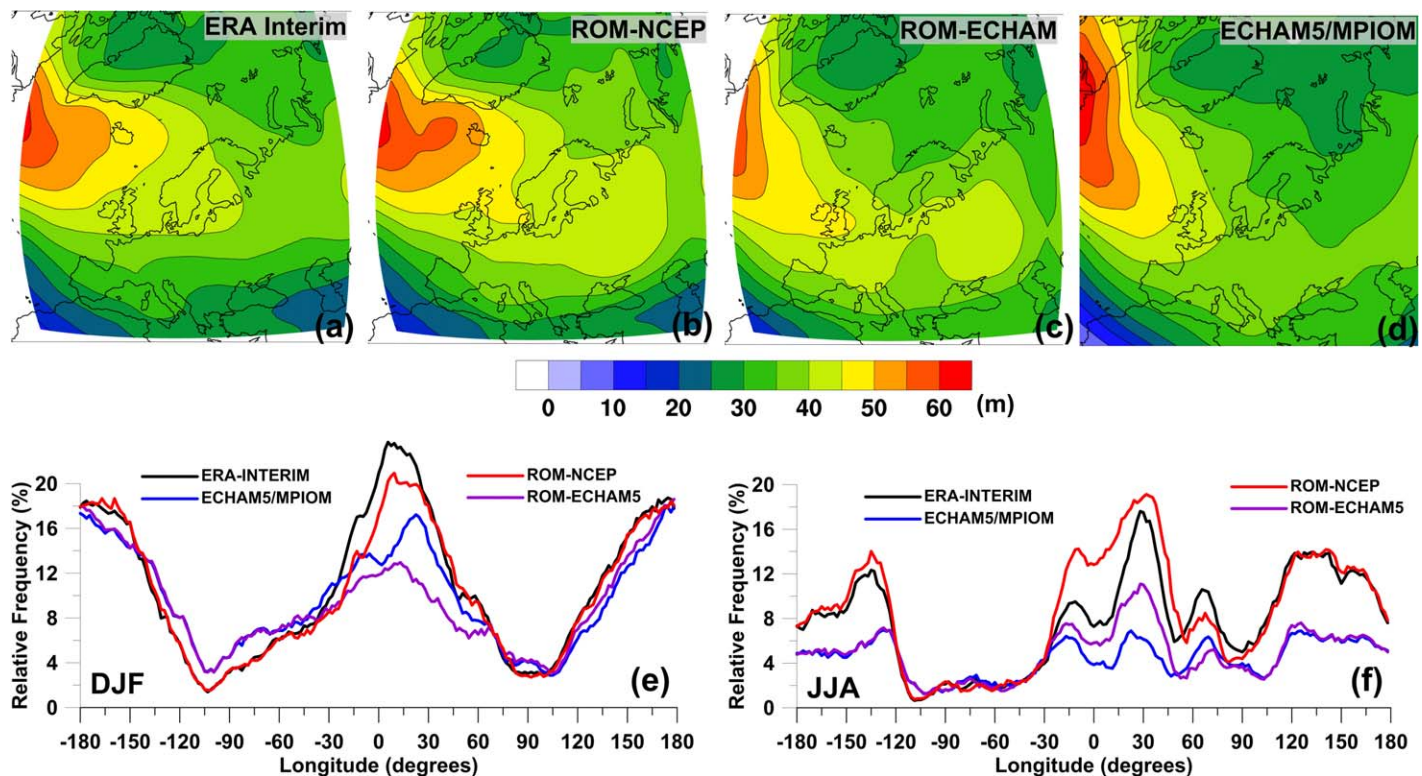 ERA Interim
ROM-NCEP
ROM-ECHAM
ECHAM5/MPIOM
(a)
(b)
(c)
(d)
0 10 20 30 40 50 60 (m)
ERA-INTERIM
ROM-NCEP
ECHAM5/MPIOM
ROM-ECHAM5
Relative Frequency (%)
20
16
12
8
4
0
DJF
(e)
-180 -150 -120 -90 -60 -30 0 30 60 90 120 150 180
Longitude (degrees)
ERA-INTERIM
ROM-NCEP
ECHAM5/MPIOM
ROM-ECHAM5
Relative Frequency (%)
20
16
12
8
4
0
JJA
(f)
-180 -150 -120 -90 -60 -30 0 30 60 90 120 150 180
Longitude (degrees)